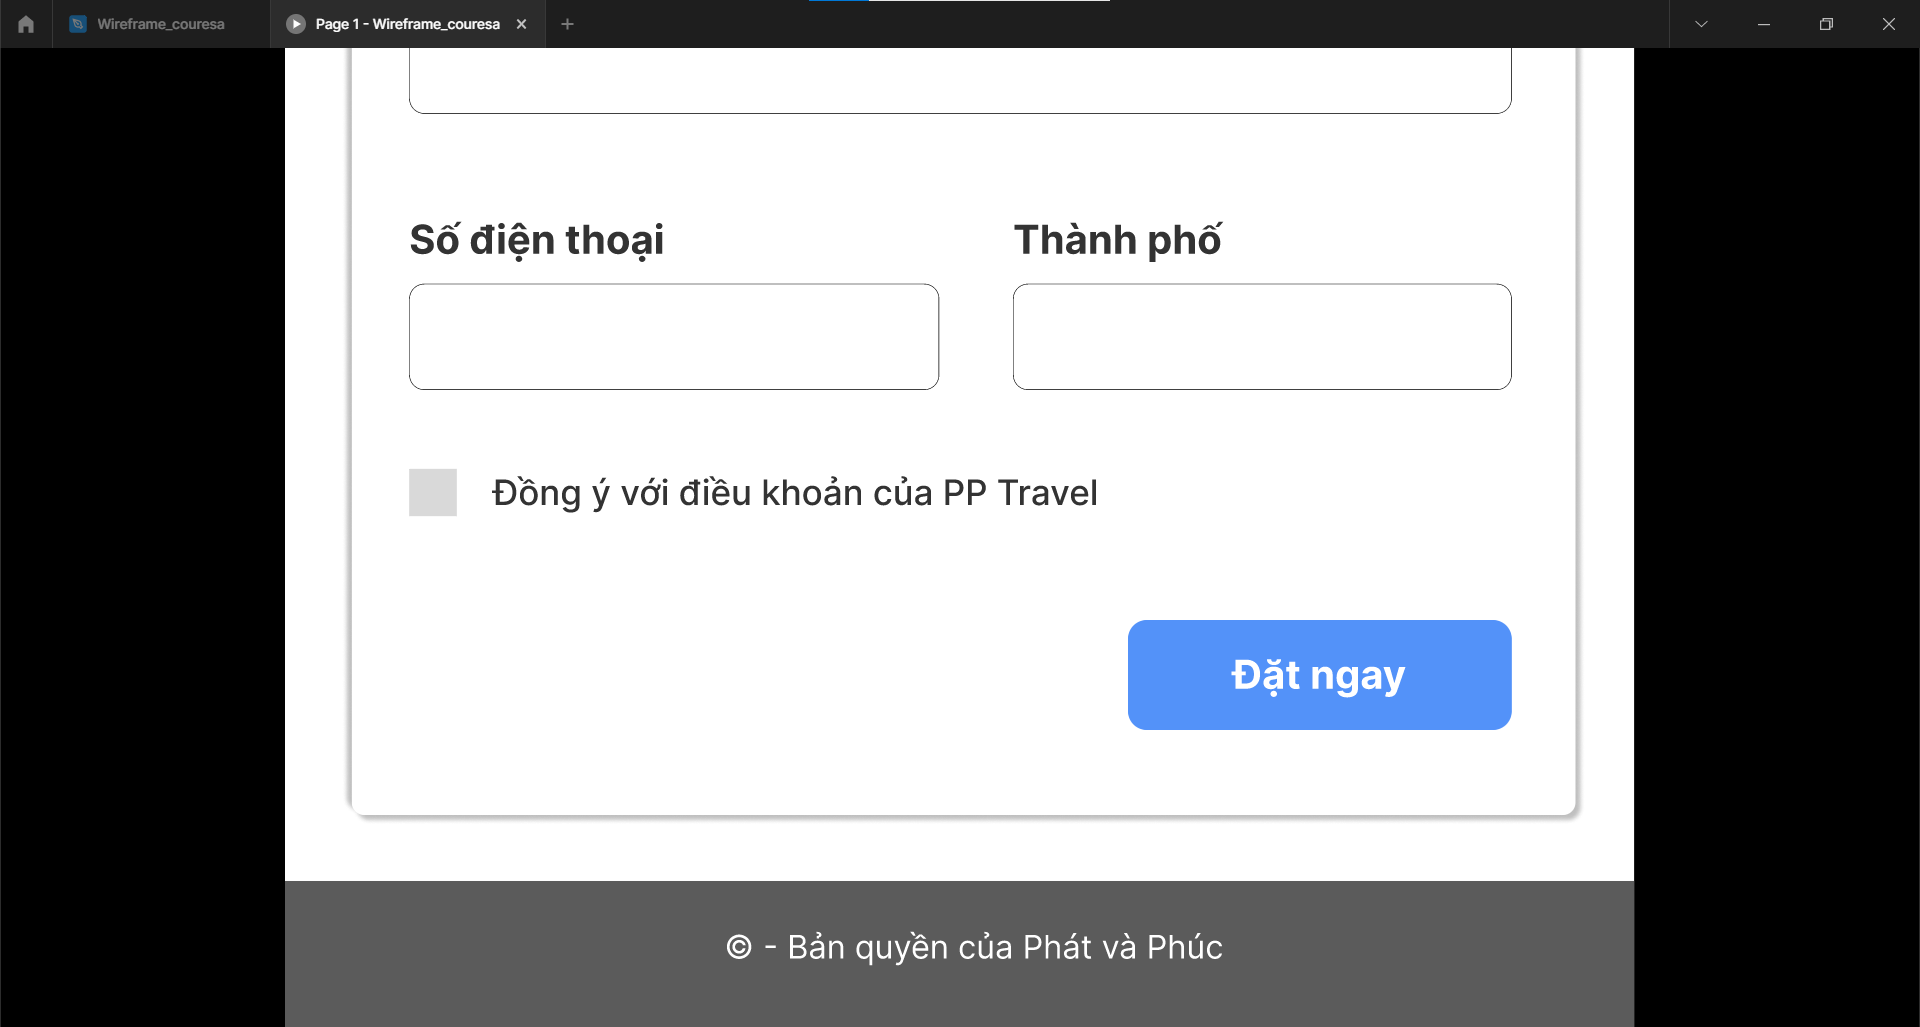 Wireframe_couresa
Page 1 - Wireframe_couresa
Số điện thoại
Thành phố
Đồng ý với điều khoản của PP Travel
Đặt ngay
© - Bản quyền của Phát và Phúc